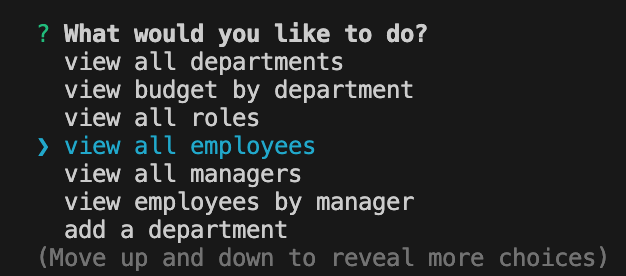 ? What would you like to do?
view all departments
view budget by department
view all roles
❯ view all employees
view all managers
view employees by manager
add a department
(Move up and down to reveal more choices)